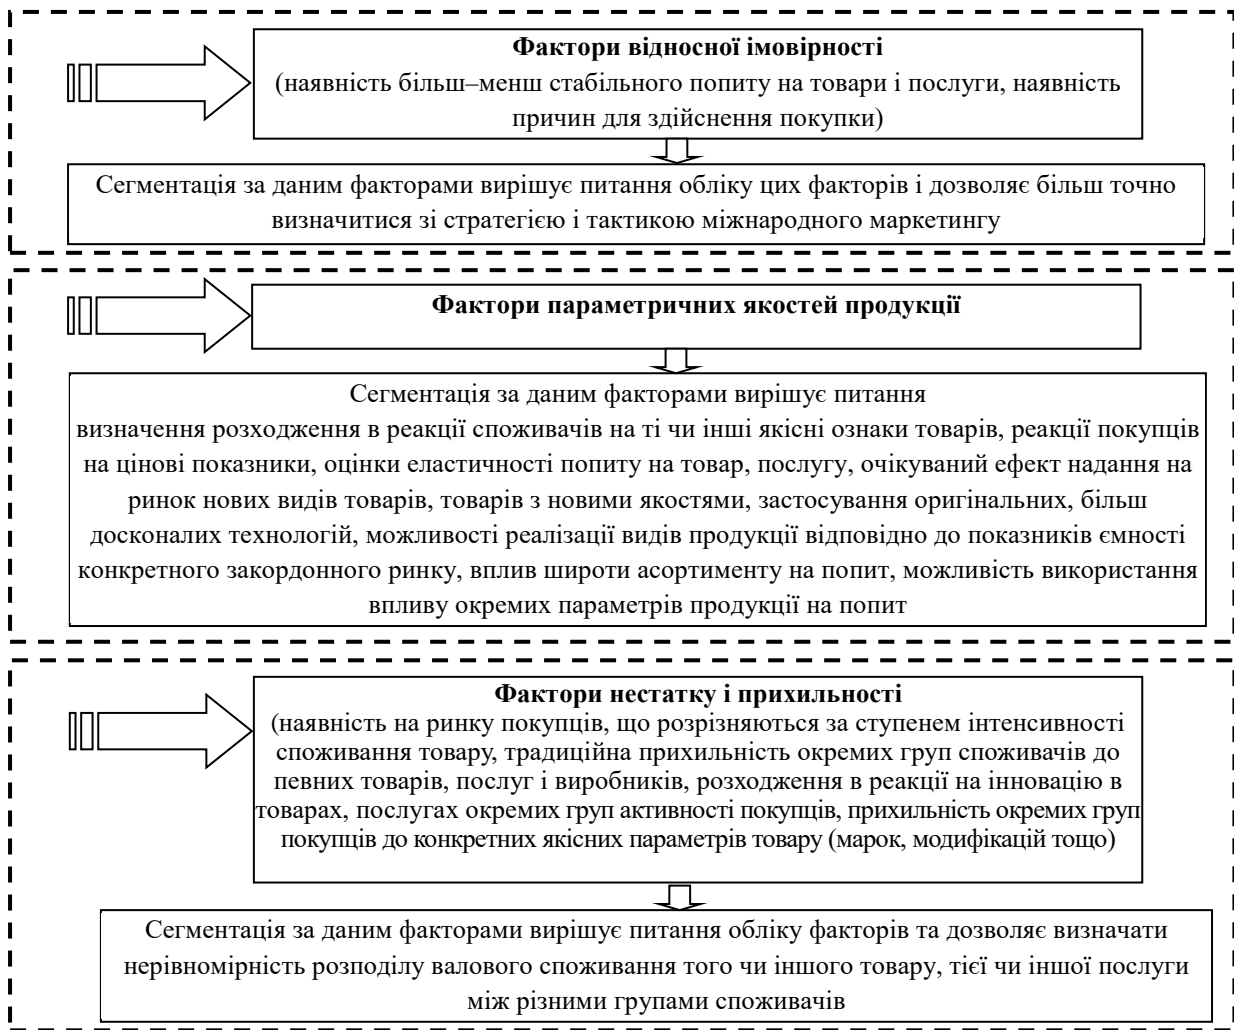 Фактори відносної імовірності
(наявність більш–менш стабільного попиту на товари і послуги, наявність
причин для здійснення покупки)
Сегментація за даним факторами вирішує питання обліку цих факторів і дозволяє більш точно
визначитися зі стратегією і тактикою міжнародного маркетингу
Фактори параметричних якостей продукції
Сегментація за даним факторами вирішує питання
визначення розходження в реакції споживачів на ті чи інші якісні ознаки товарів, реакції покупців
на цінові показники, оцінки еластичності попиту на товар, послугу, очікуваний ефект надання на
ринок нових видів товарів, товарів з новими якостями, застосування оригінальних, більш
досконалих технологій, можливості реалізації видів продукції відповідно до показників ємності
конкретного закордонного ринку, вплив широти асортименту на попит, можливість використання
впливу окремих параметрів продукції на попит
Фактори нестатку і прихильності
(наявність на ринку покупців, що розрізняються за ступенем інтенсивності
споживання товару, традиційна прихильність окремих груп споживачів до
певних товарів, послуг і виробників, розходження в реакції на інновацію в
товарах, послугах окремих груп активності покупців, прихильність окремих груп
покупців до конкретних якісних параметрів товару (марок, модифікацій тощо)
Сегментація за даним факторами вирішує питання обліку факторів та дозволяє визначати
нерівномірність розподілу валового споживання того чи іншого товару, тієї чи іншої послуги
між різними групами споживачів